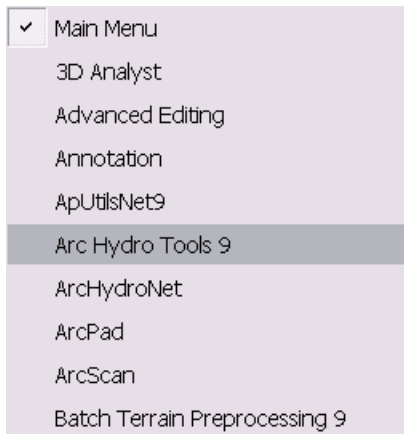 Main Menu
3D Analyst
Advanced Editing
Annotation
ApUtilsNet9
Arc Hydro Tools 9
ArcHydroNet
ArcPad
ArcScan
Batch Terrain Preprocessing 9